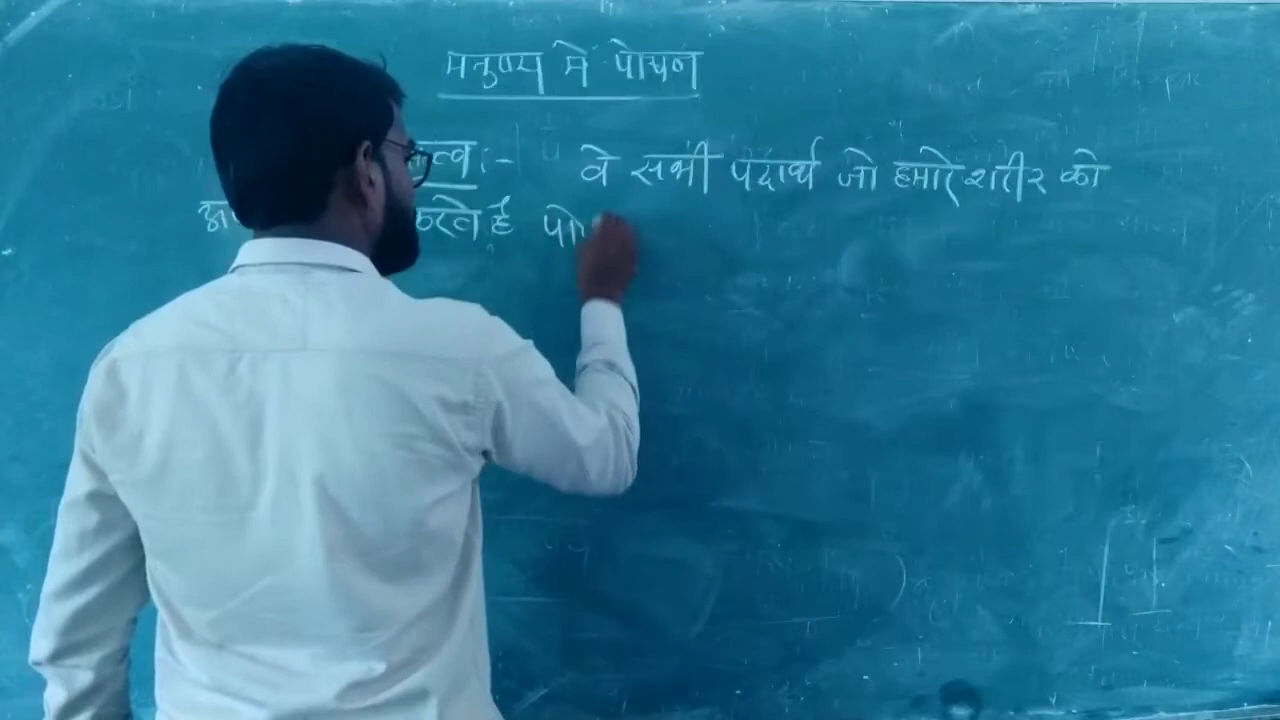 मनुष्य में पोषण
त्व :- वे सभी पदार्थ जो हमारे शरीर को
करते है पो